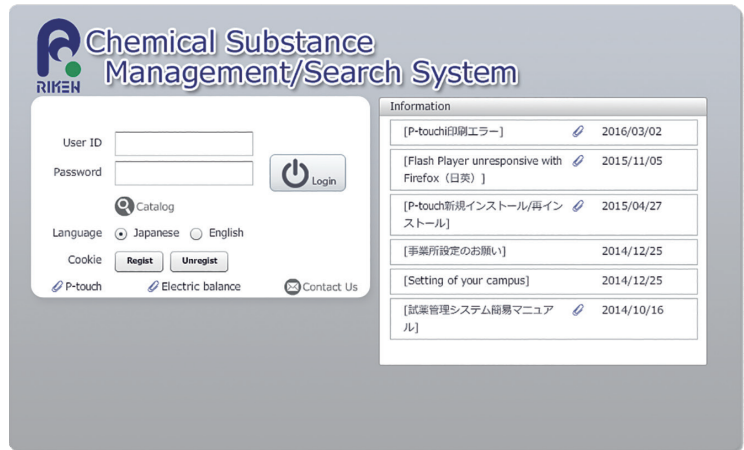 Chemical Substance
Management/Search System
RIKEN
User ID
Password
Login
Catalog
Language Japanese English
Cookie Regist Unregist
P-touch Electric balance Contact Us
Information
[P-touchi印刷エラー] 2016/03/02
[Flash Player unresponsive with 2015/11/05
Firefox（日英）]
[P-touch新規インストール/再イン 2015/04/27
ストール]
[事業所設定のお願い] 2014/12/25
[Setting of your campus] 2014/12/25
[試薬管理システム簡易マニュア 2014/10/16
ル]